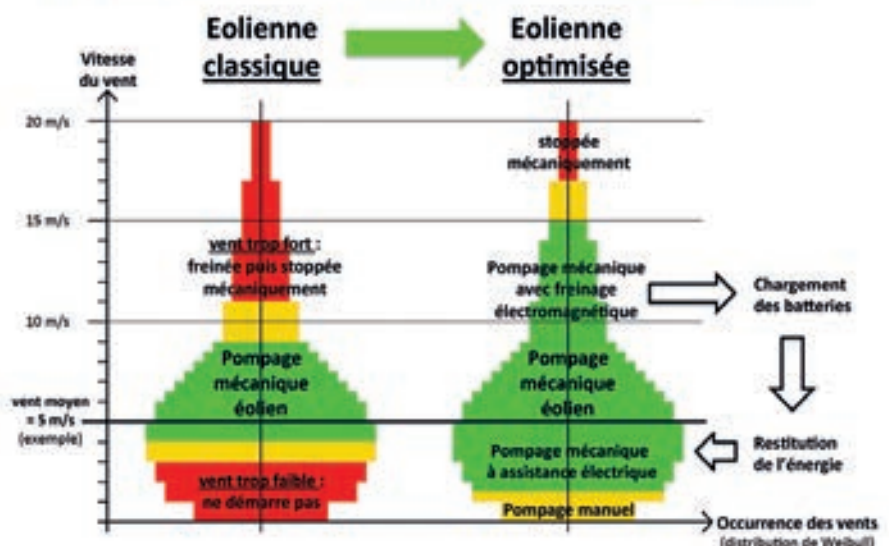 Eolienne
classique
Eolienne
optimisée
Vitesse
du vent
20 m/s
15 m/s
10 m/s
vent moyen
= 5 m/s
(exemple)
vent trop fort :
freinée puis stoppée
mécaniquement
Pompage
mécanique
éolien
vent trop faible :
ne démarre pas
stoppée
mécaniquement
Pompage mécanique
avec freinage
électromagnétique
Pompage
mécanique
éolien
Pompage mécanique
à assistance électrique
Pompage manuel
Chargement
des batteries
Restitution
de l'énergie
Occurrence des vents
(distribution de Weibull)